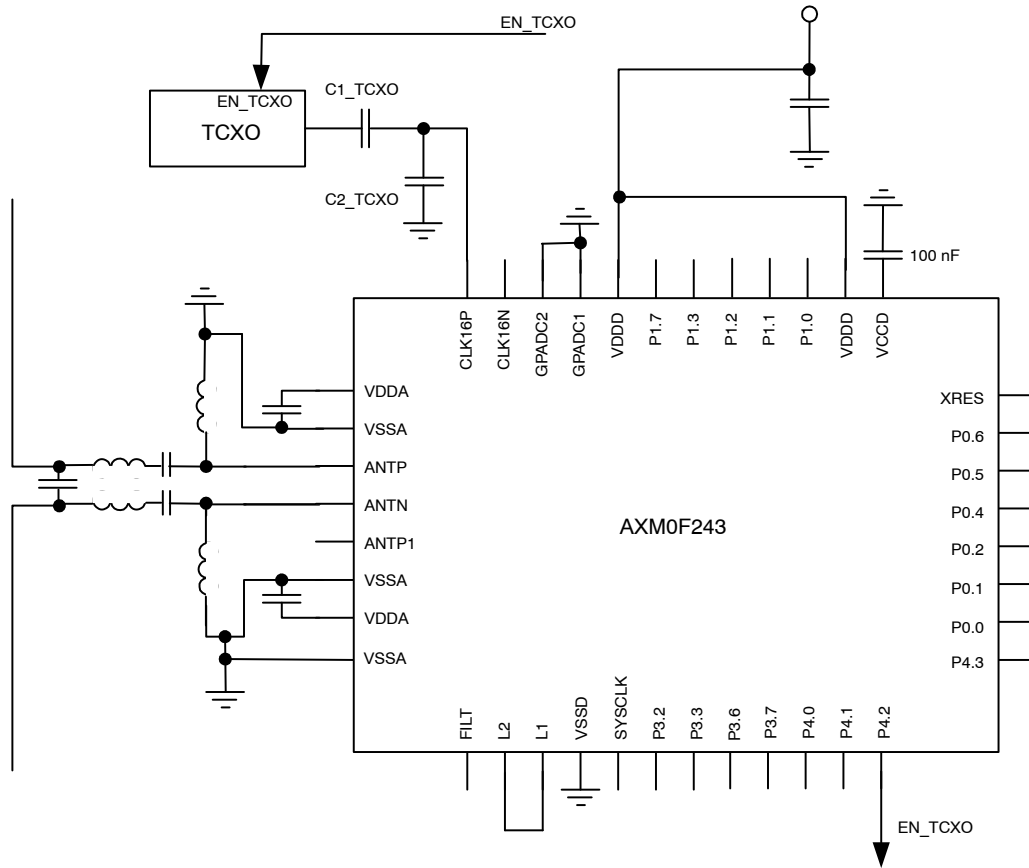 EN_TCXO
EN_TCXO
TCXO
C1_TCXO
C2_TCXO
100 nF
CLK16P
CLK16N
GPADC2
GPADC1
VDDD
P1.7
P1.3
P1.2
P1.1
P1.0
VDDD
VCCD
VDDA
VSSA
ANTP
ANTN
ANTP1
VSSA
VDDA
VSSA
AXM0F243
XRES
P0.6
P0.5
P0.4
P0.2
P0.1
P0.0
P4.3
FILT
L2
L1
VSSD
SYSCLK
P3.2
P3.3
P3.6
P3.7
P4.0
P4.1
P4.2
EN_TCXO